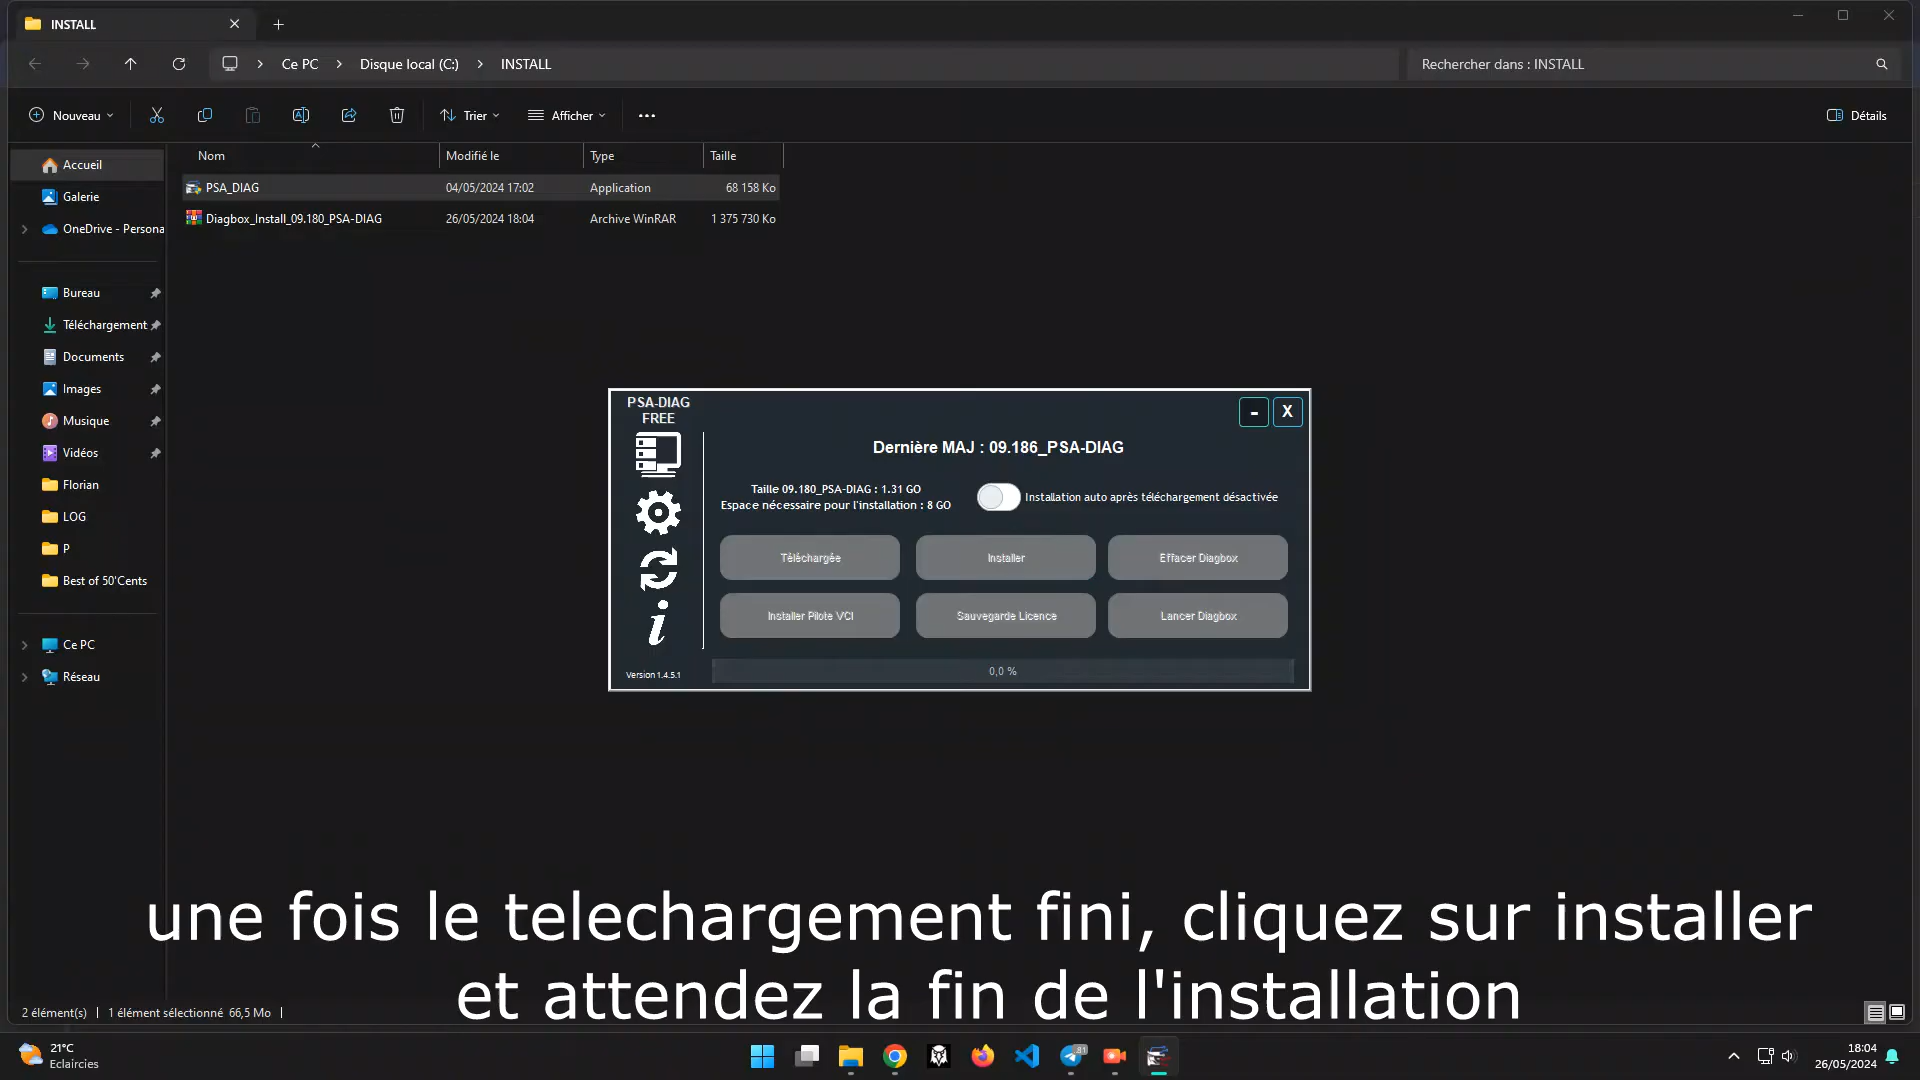 INSTALL
Ce PC
Disque local (C:)
INSTALL
Rechercher dans : INSTALL
Nouveau
Trier
Afficher
Détails
Nom
Modifié le
Type
Taille
PSA_DIAG
04/05/2024 17:02
Application
68 158 Ko
Diagbox_Install_09.180_PSA-DIAG
26/05/2024 18:04
Archive WinRAR
1 375 730 Ko
Accueil
Galerie
OneDrive - Persona
Bureau
Téléchargement
Documents
Images
Musique
Vidéos
Florian
LOG
P
Best of 50'Cents
Ce PC
Réseau
PSA-DIAG
FREE
- X
Dernière MAJ : 09.186_PSA-DIAG
Taille 09.180_PSA-DIAG : 1.31 GO
Espace nécessaire pour l'installation : 8 GO
Installation auto après téléchargement désactivée
Téléchargée
Installer
Effacer Diagbox
Installer Pilote VCI
Sauvegarde Licence
Lancer Diagbox
i
Version 1.4.5.1
0,0 %
une fois le telechargement fini, cliquez sur installer
et attendez la fin de l'installation
2 élément(s)
1 élément sélectionné 66,5 Mo
21°C
Eclaircies
81
18:04
26/05/2024